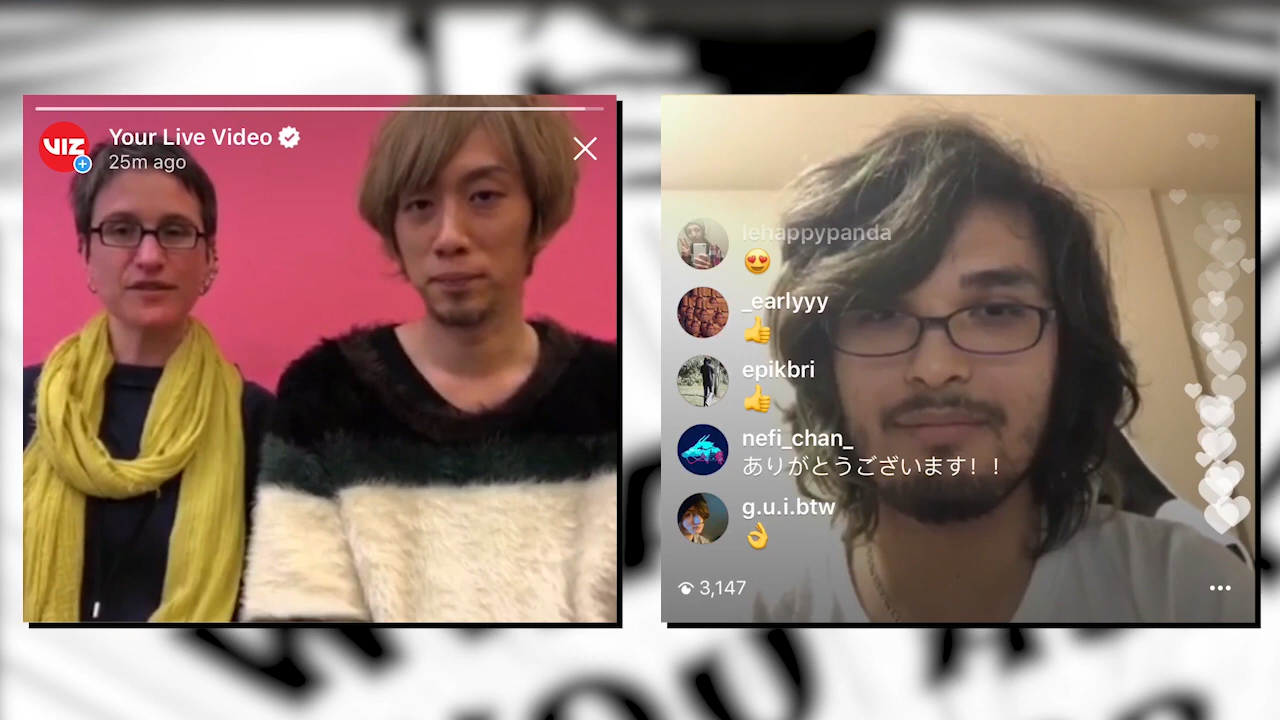 VIZ
Your Live Video
25m ago
lehappypanda
_earlyyy
epikbri
nefi_chan_
ありがとうございます！！
g.u.i.btw
3,147
YOU